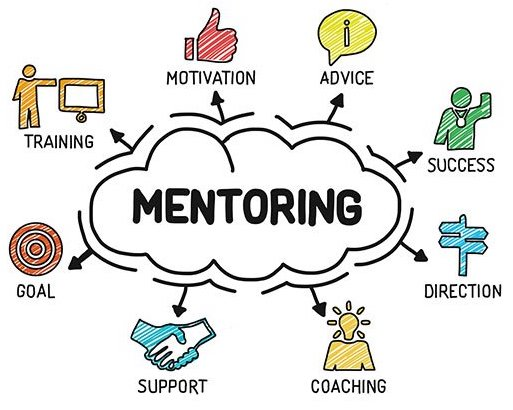 MOTIVATION
ADVICE
TRAINING
SUCCESS
MENTORING
GOAL
DIRECTION
SUPPORT
COACHING